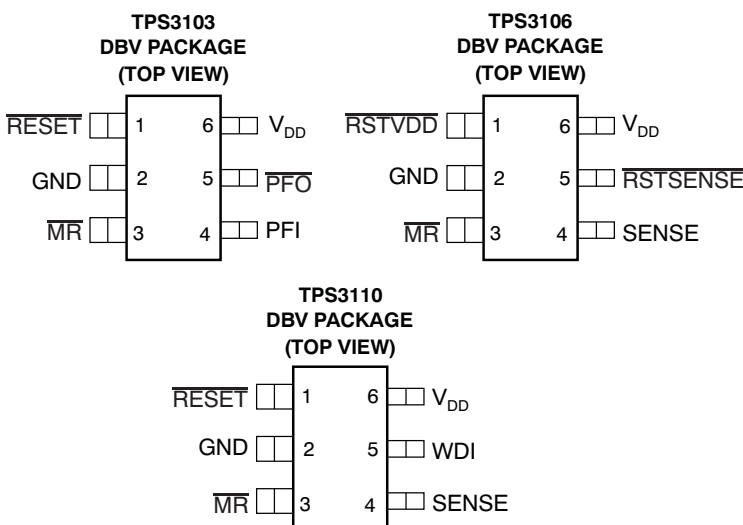 TPS3103
DBV PACKAGE
(TOP VIEW)
RESET 1 6 VDD
GND 2 5 PFO
MR 3 4 PFI
TPS3106
DBV PACKAGE
(TOP VIEW)
RSTVDD 1 6 VDD
GND 2 5 RSTSENSE
MR 3 4 SENSE
TPS3110
DBV PACKAGE
(TOP VIEW)
RESET 1 6 VDD
GND 2 5 WDI
MR 3 4 SENSE